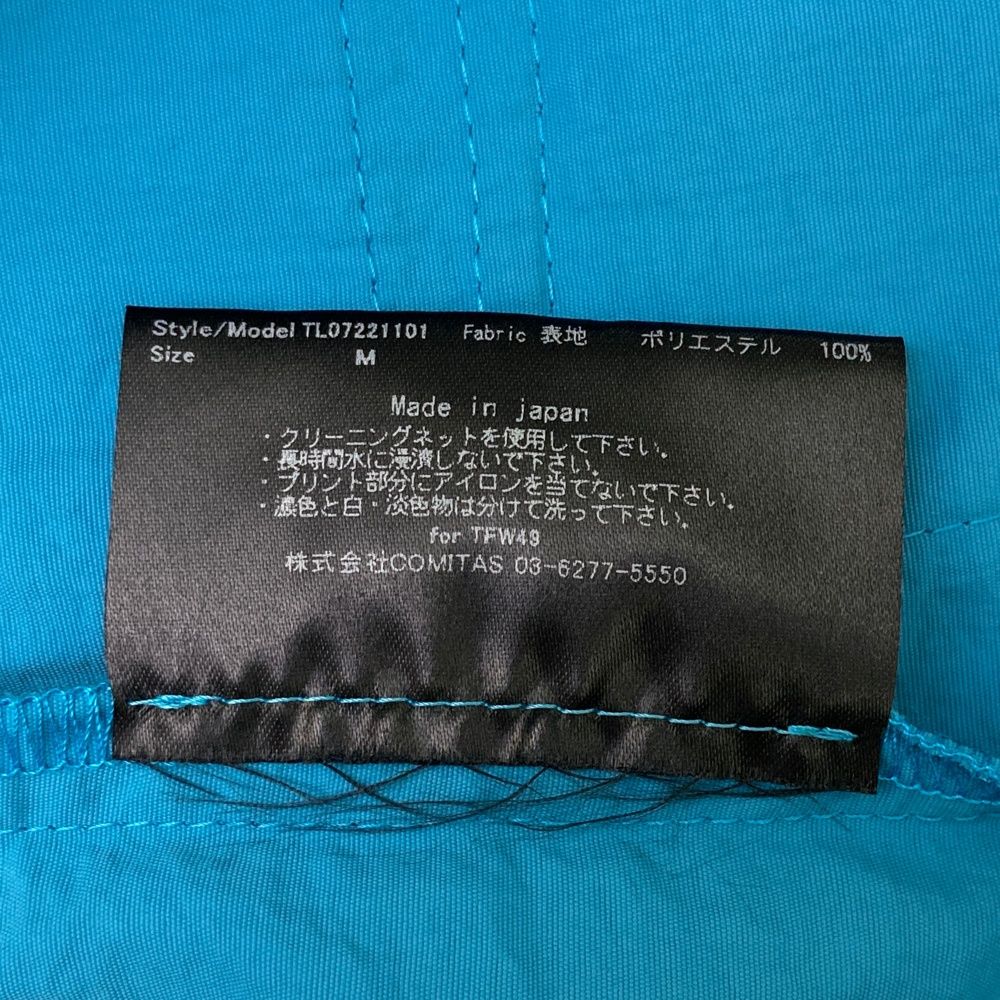 Style/Model TL07221101 Fabric 表地 ポリエステル 100%
Size M
Made in japan
・クリーニングネットを使用して下さい。
・長時間水に浸漬しないで下さい。
・プリント部分にアイロンを当てないで下さい。
・濃色と白・淡色物は分けて洗って下さい。
for TFW49
株式会社COMITAS 03-6277-5550